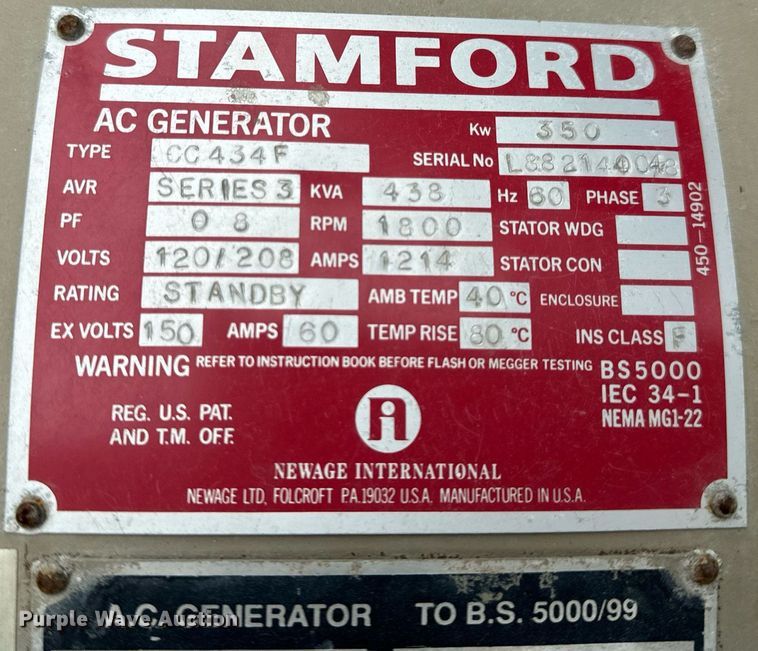 STAMFORD
AC GENERATOR Kw 350
TYPE CC434F SERIAL No
AVR SERIES 3 KVA 438 Hz 60 PHASE 3
PF 0 8 RPM 1800 STATOR WDG
VOLTS 120/208 AMPS 1214 STATOR CON
RATING STANDBY AMB TEMP 40 °C ENCLOSURE
EX VOLTS 150 AMPS 60 TEMP RISE 80 °C INS CLASS F
450-14902
WARNING REFER TO INSTRUCTION BOOK BEFORE FLASH OR MEGGER TESTING BS5000
IEC 34-1
NEMA MG1-22
REG. U.S. PAT.
AND T.M. OFF.
NEWAGE INTERNATIONAL
NEWAGE LTD, FOLCROFT PA.19032 U.S.A. MANUFACTURED IN U.S.A.
A.C. GENERATOR TO B.S. 5000/99
Purple Wave Auction